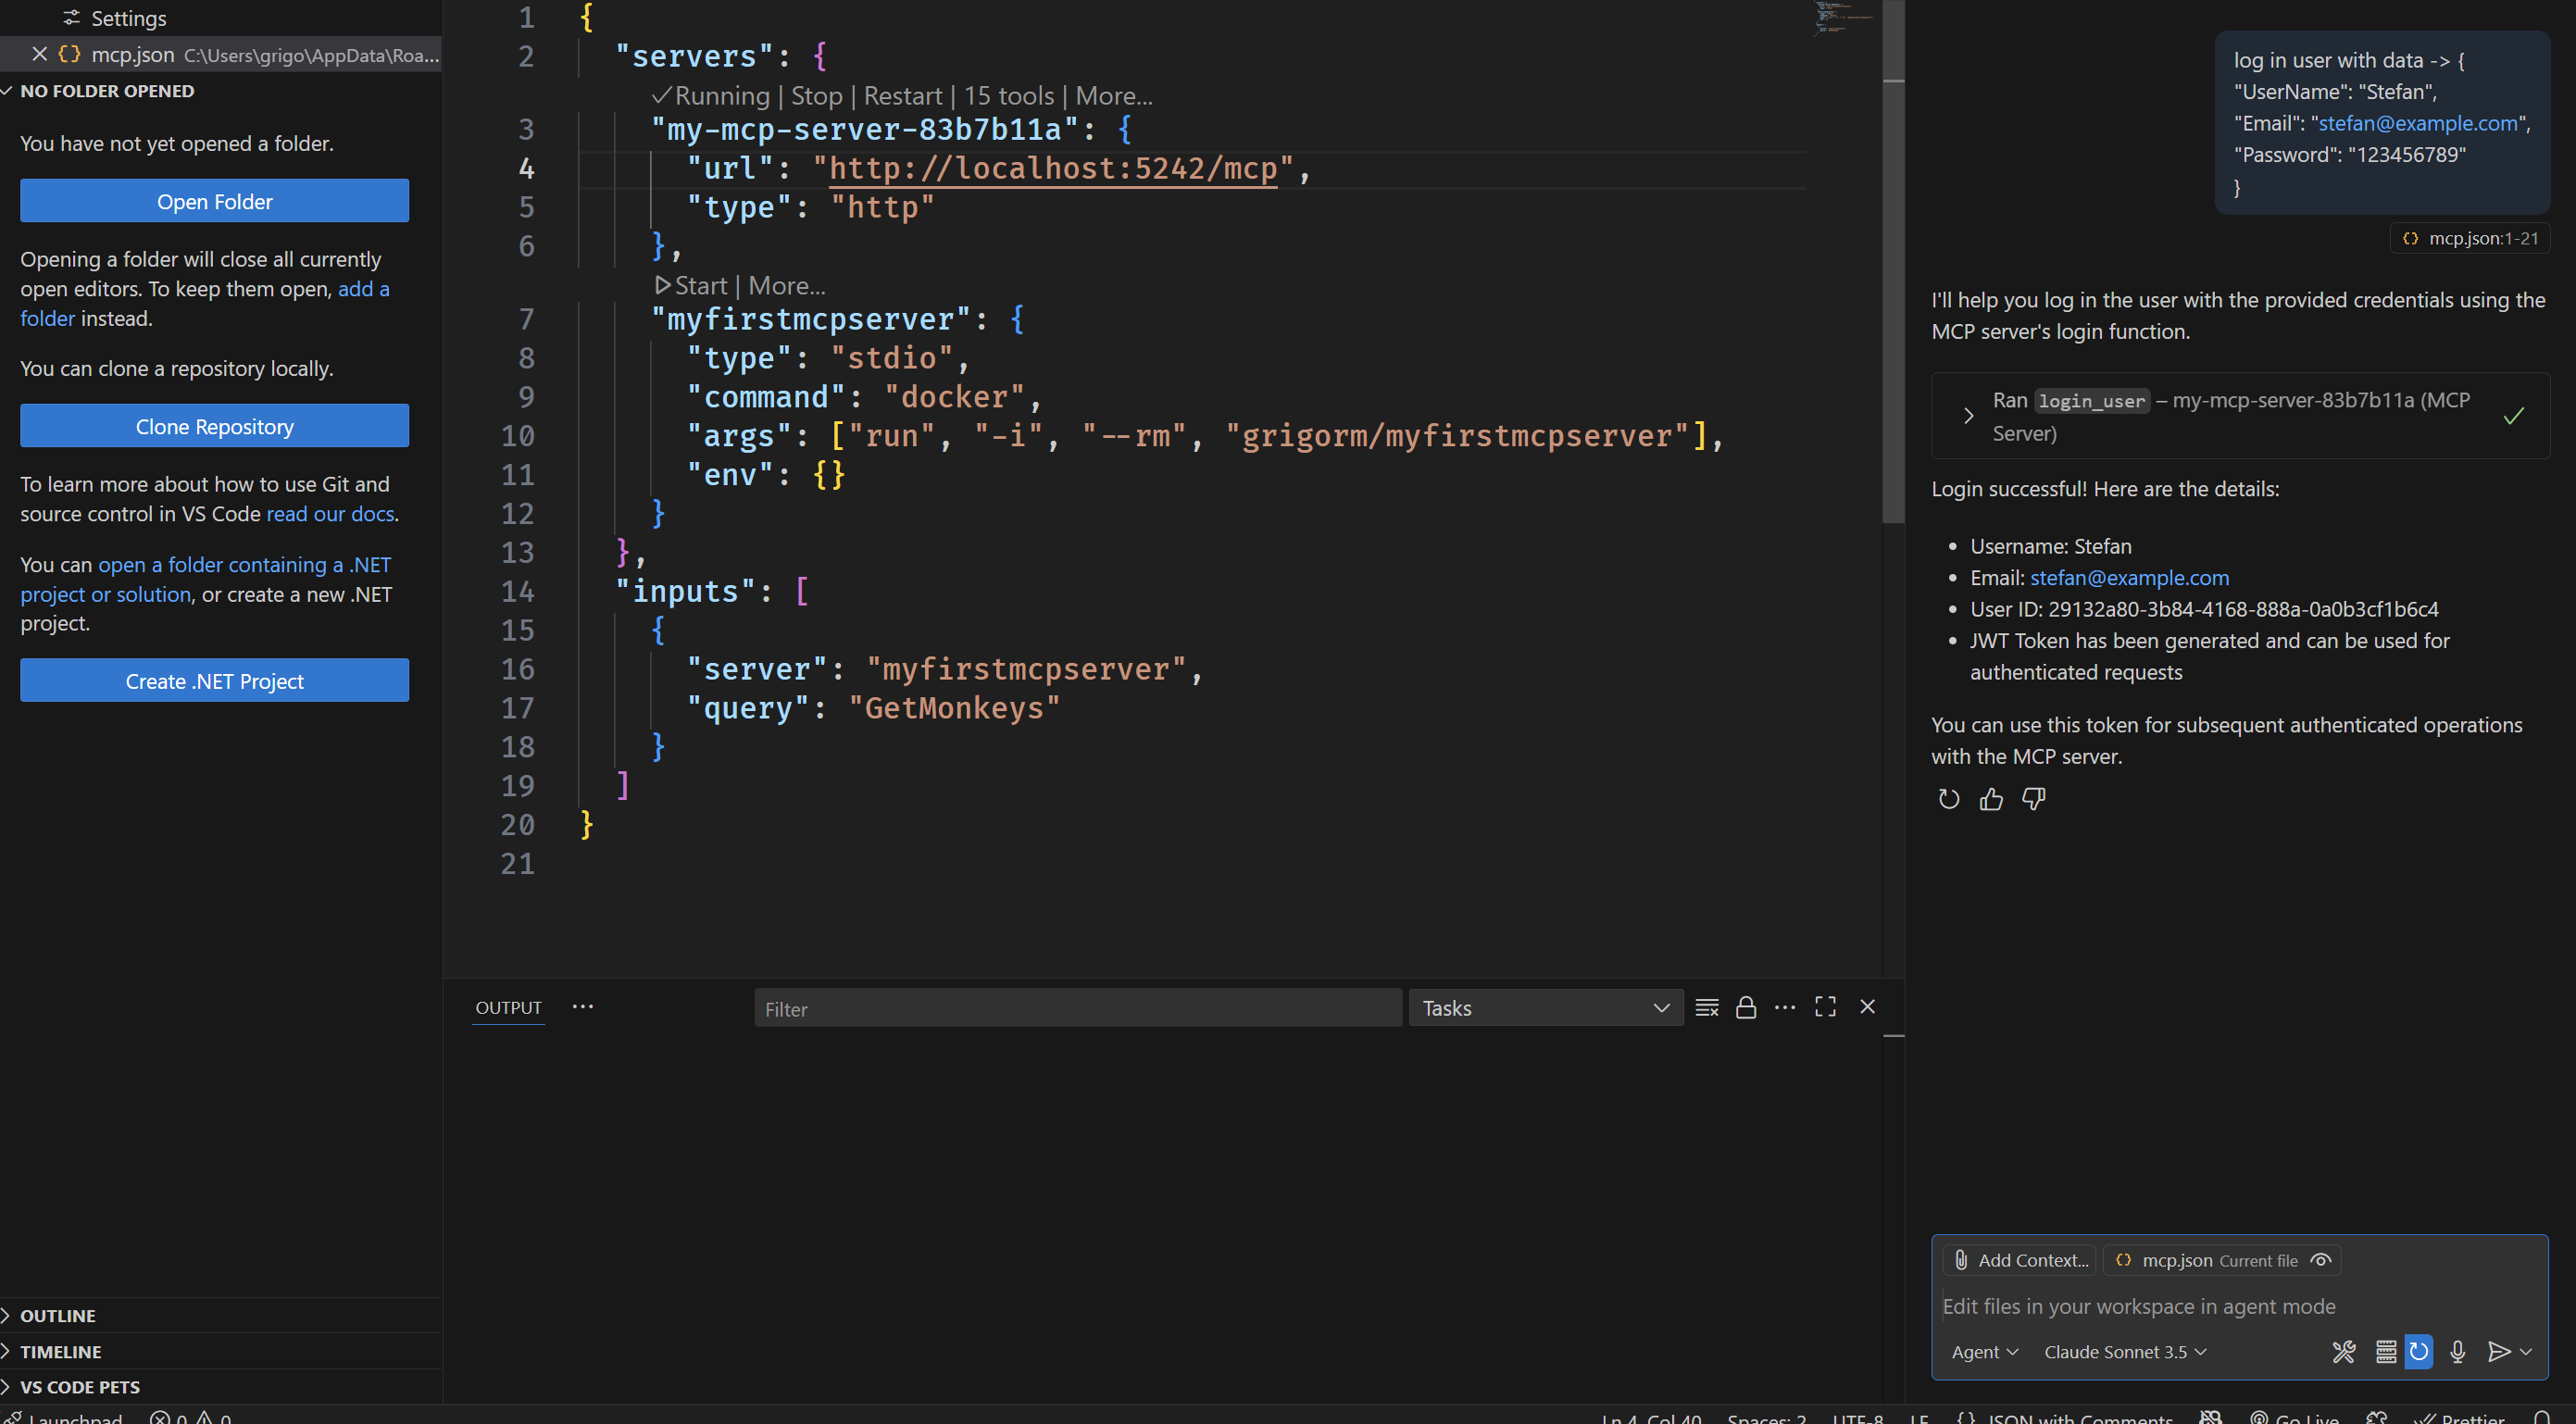 Settings
mcp.json C:\Users\grigo\AppData\Roa...
NO FOLDER OPENED
You have not yet opened a folder.
Open Folder
Opening a folder will close all currently
open editors. To keep them open, add a
folder instead.
You can clone a repository locally.
Clone Repository
To learn more about how to use Git and
source control in VS Code read our docs.
You can open a folder containing a .NET
project or solution, or create a new .NET
project.
Create .NET Project
OUTLINE
TIMELINE
VS CODE PETS
1 {
2 "servers": {
✓Running | Stop | Restart | 15 tools | More...
3 "my-mcp-server-83b7b11a": {
4 "url": "http://localhost:5242/mcp",
5 "type": "http"
6 },
Start | More...
7 "myfirstmcpserver": {
8 "type": "stdio",
9 "command": "docker",
10 "args": ["run", "-i", "--rm", "grigorm/myfirstmcpserver"],
11 "env": {}
12 }
13 },
14 "inputs": [
15 {
16 "server": "myfirstmcpserver",
17 "query": "GetMonkeys"
18 }
19 ]
20 }
21
OUTPUT ...
Filter
Tasks
log in user with data -> {
"UserName": "Stefan",
"Email": "stefan@example.com",
"Password": "123456789"
}
mcp.json:1-21
I'll help you log in the user with the provided credentials using the
MCP server's login function.
Ran login_user – my-mcp-server-83b7b11a (MCP
Server)
Login successful! Here are the details:
• Username: Stefan
• Email: stefan@example.com
• User ID: 29132a80-3b84-4168-888a-0a0b3cf1b6c4
• JWT Token has been generated and can be used for
authenticated requests
You can use this token for subsequent authenticated operations
with the MCP server.
Add Context... mcp.json Current file
Edit files in your workspace in agent mode
Agent Claude Sonnet 3.5
Launchpad 0 0 Ln 4, Col 40 Spaces: 2 UTF-8 LF {} JSON with Comments Go Live Prettier